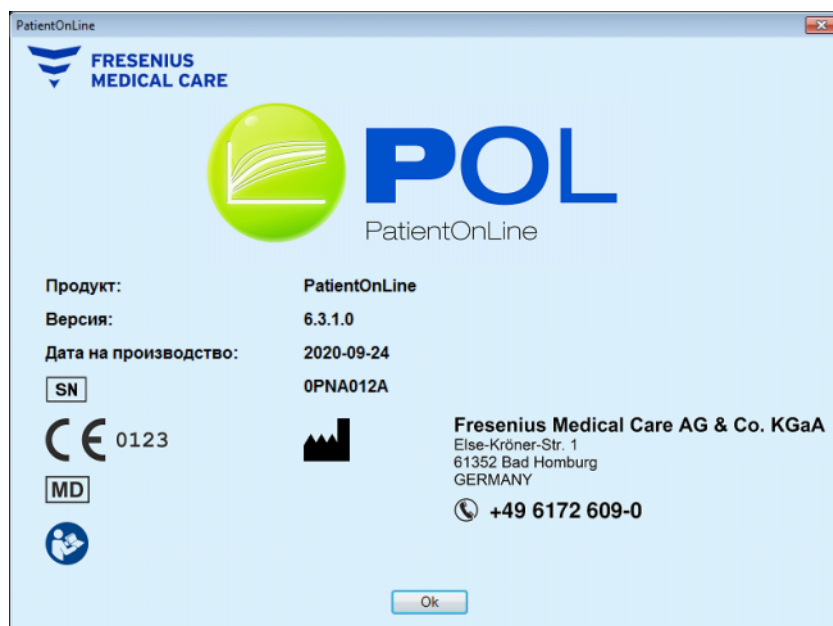 PatientOnLine
FRESENIUS
MEDICAL CARE
POL
PatientOnLine
Продукт: PatientOnLine
Версия: 6.3.1.0
Дата на производство: 2020-09-24
SN 0PNA012A
CE 0123
Fresenius Medical Care AG & Co. KGaA
Else-Kröner-Str. 1
61352 Bad Homburg
GERMANY
MD
+49 6172 609-0
Ok